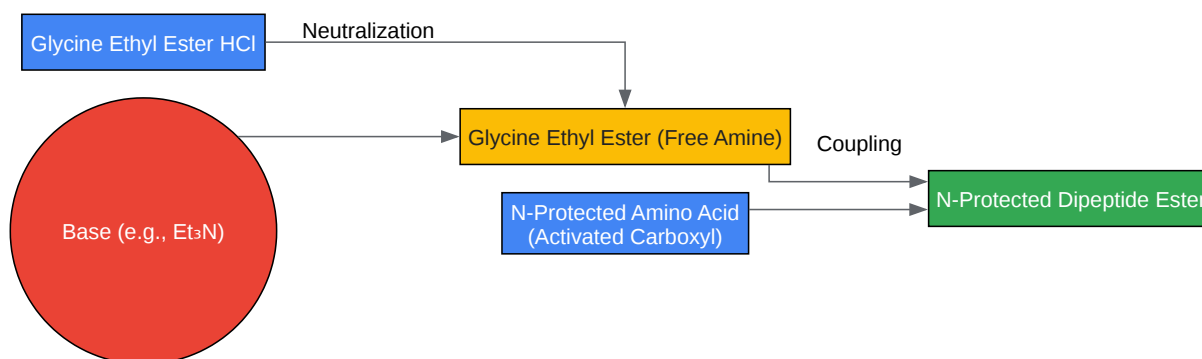 Glycine Ethyl Ester HCl
Neutralization
Glycine Ethyl Ester (Free Amine)
Coupling
Base (e.g., Et₃N)
N-Protected Amino Acid
(Activated Carboxyl)
N-Protected Dipeptide Ester